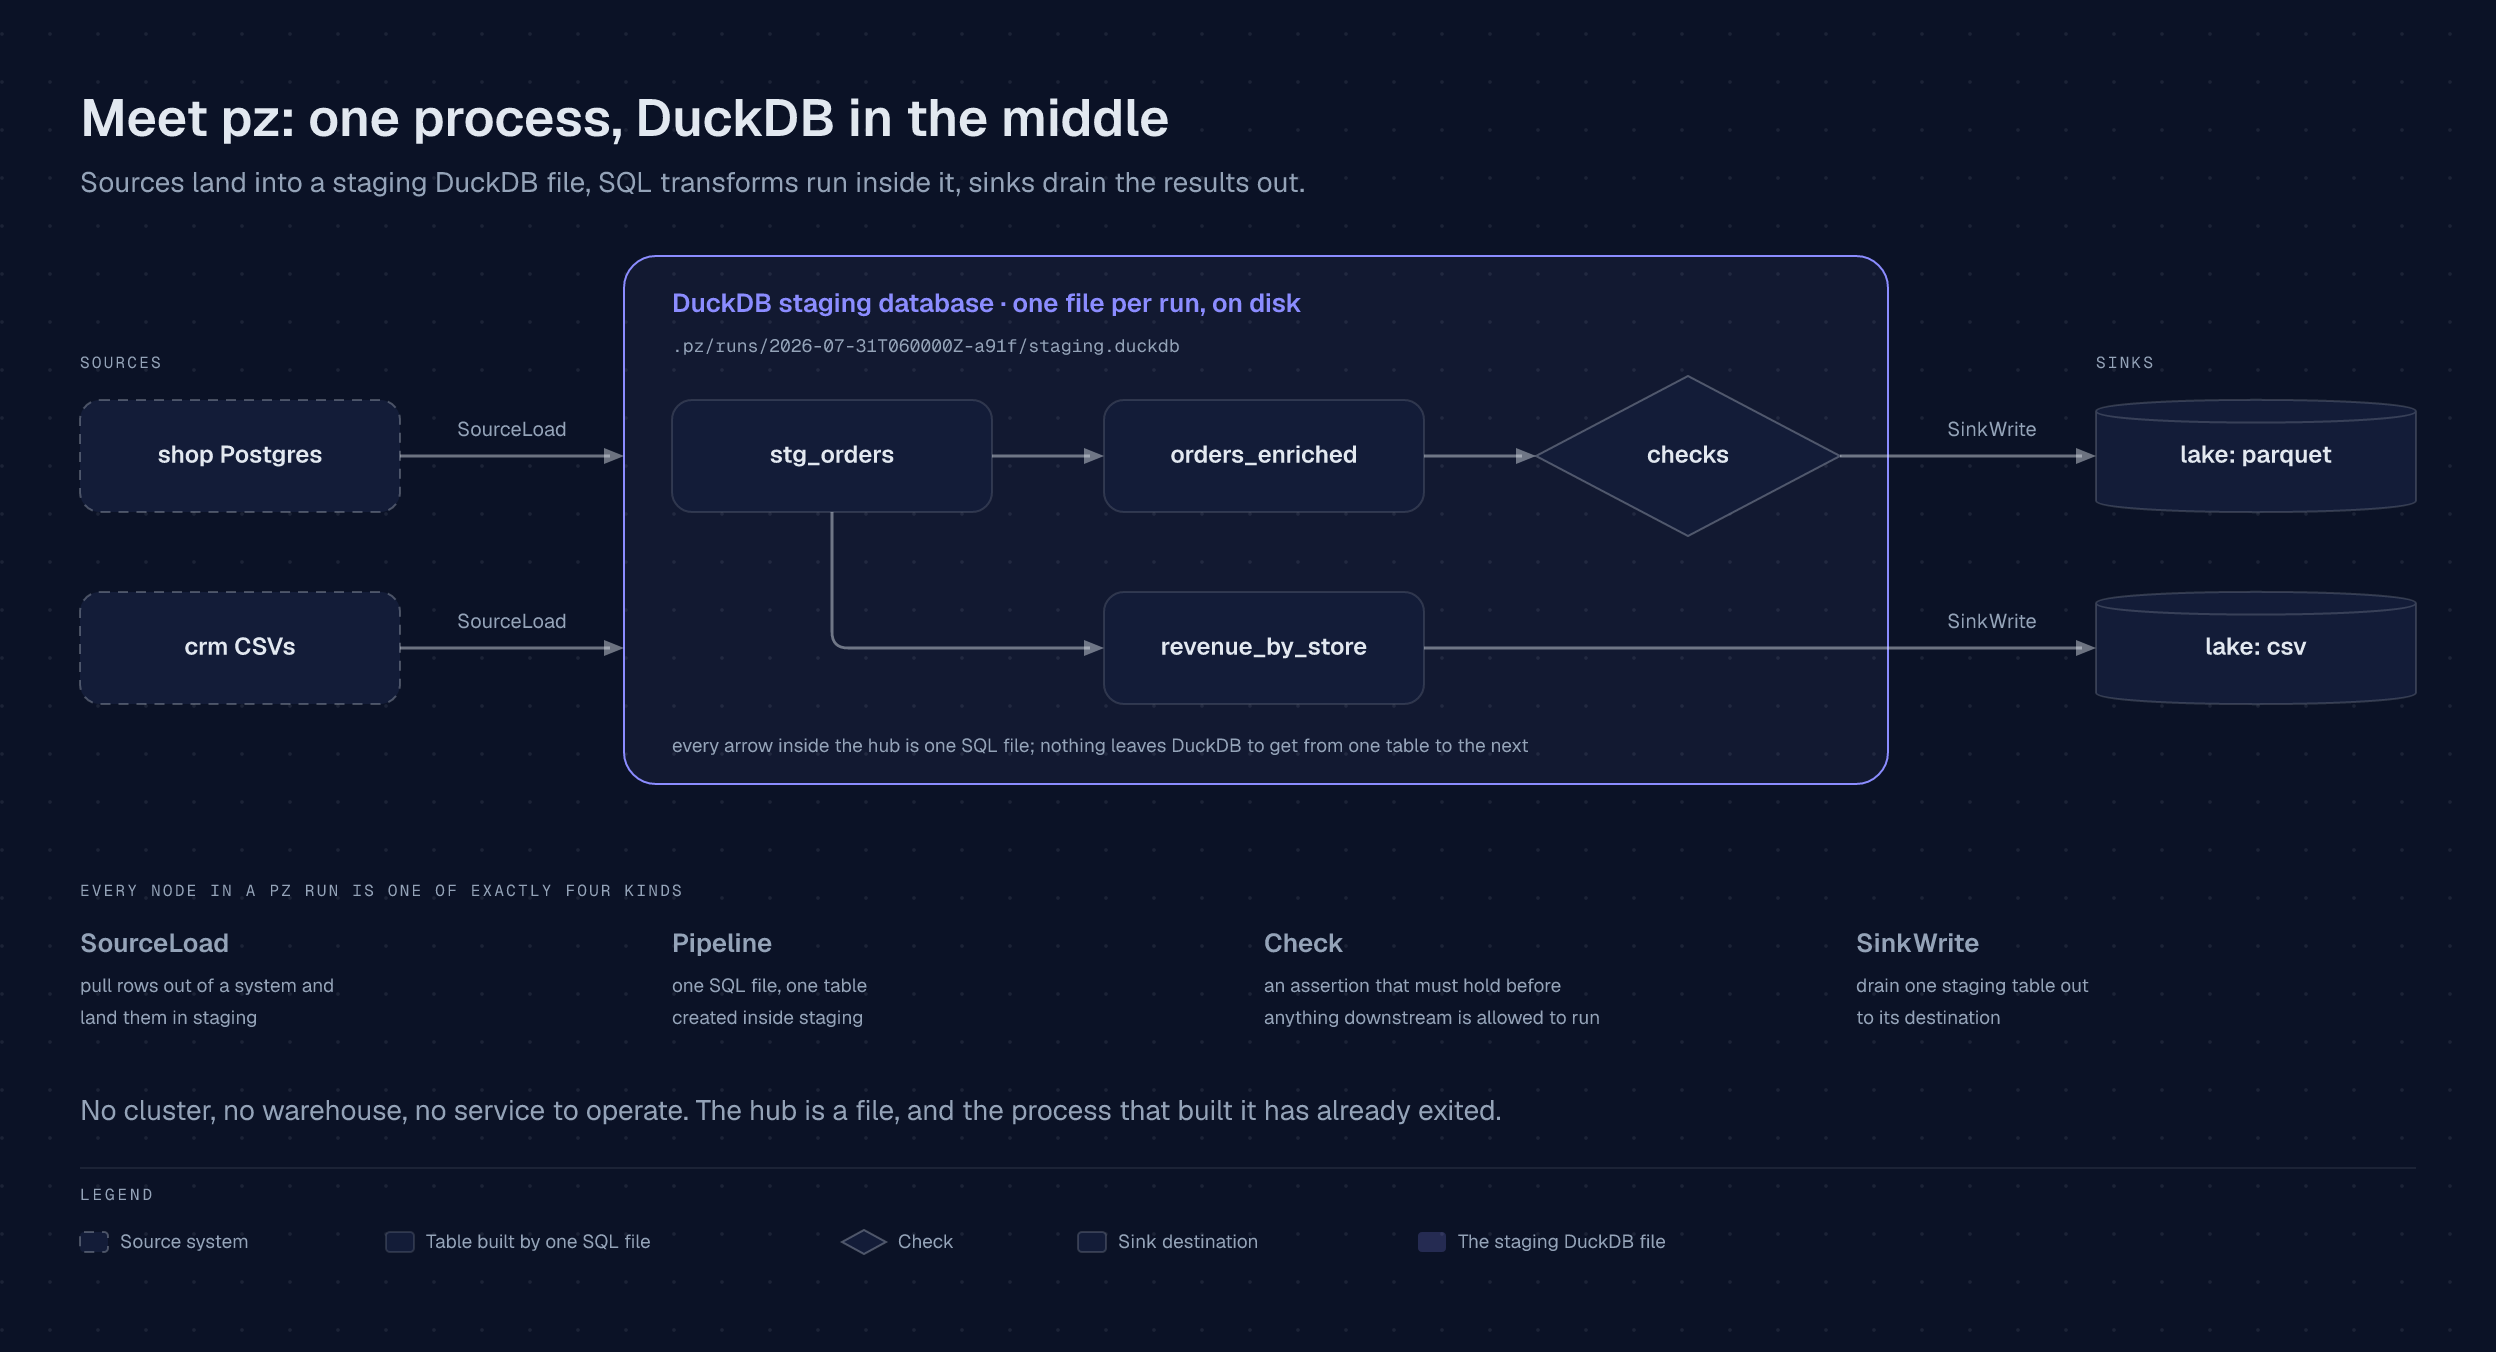 Meet pz: one process, DuckDB in the middle
Sources land into a staging DuckDB file, SQL transforms run inside it, sinks drain the results out.
DuckDB staging database · one file per run, on disk
.pz/runs/2026-07-31T060000Z-a91f/staging.duckdb
SOURCES
SINKS
shop Postgres
SourceLoad
stg_orders
orders_enriched
checks
SinkWrite
lake: parquet
crm CSVs
SourceLoad
revenue_by_store
SinkWrite
lake: csv
every arrow inside the hub is one SQL file; nothing leaves DuckDB to get from one table to the next
EVERY NODE IN A PZ RUN IS ONE OF EXACTLY FOUR KINDS
SourceLoad
pull rows out of a system and
land them in staging
Pipeline
one SQL file, one table
created inside staging
Check
an assertion that must hold before
anything downstream is allowed to run
SinkWrite
drain one staging table out
to its destination
No cluster, no warehouse, no service to operate. The hub is a file, and the process that built it has already exited.
LEGEND
Source system
Table built by one SQL file
Check
Sink destination
The staging DuckDB file